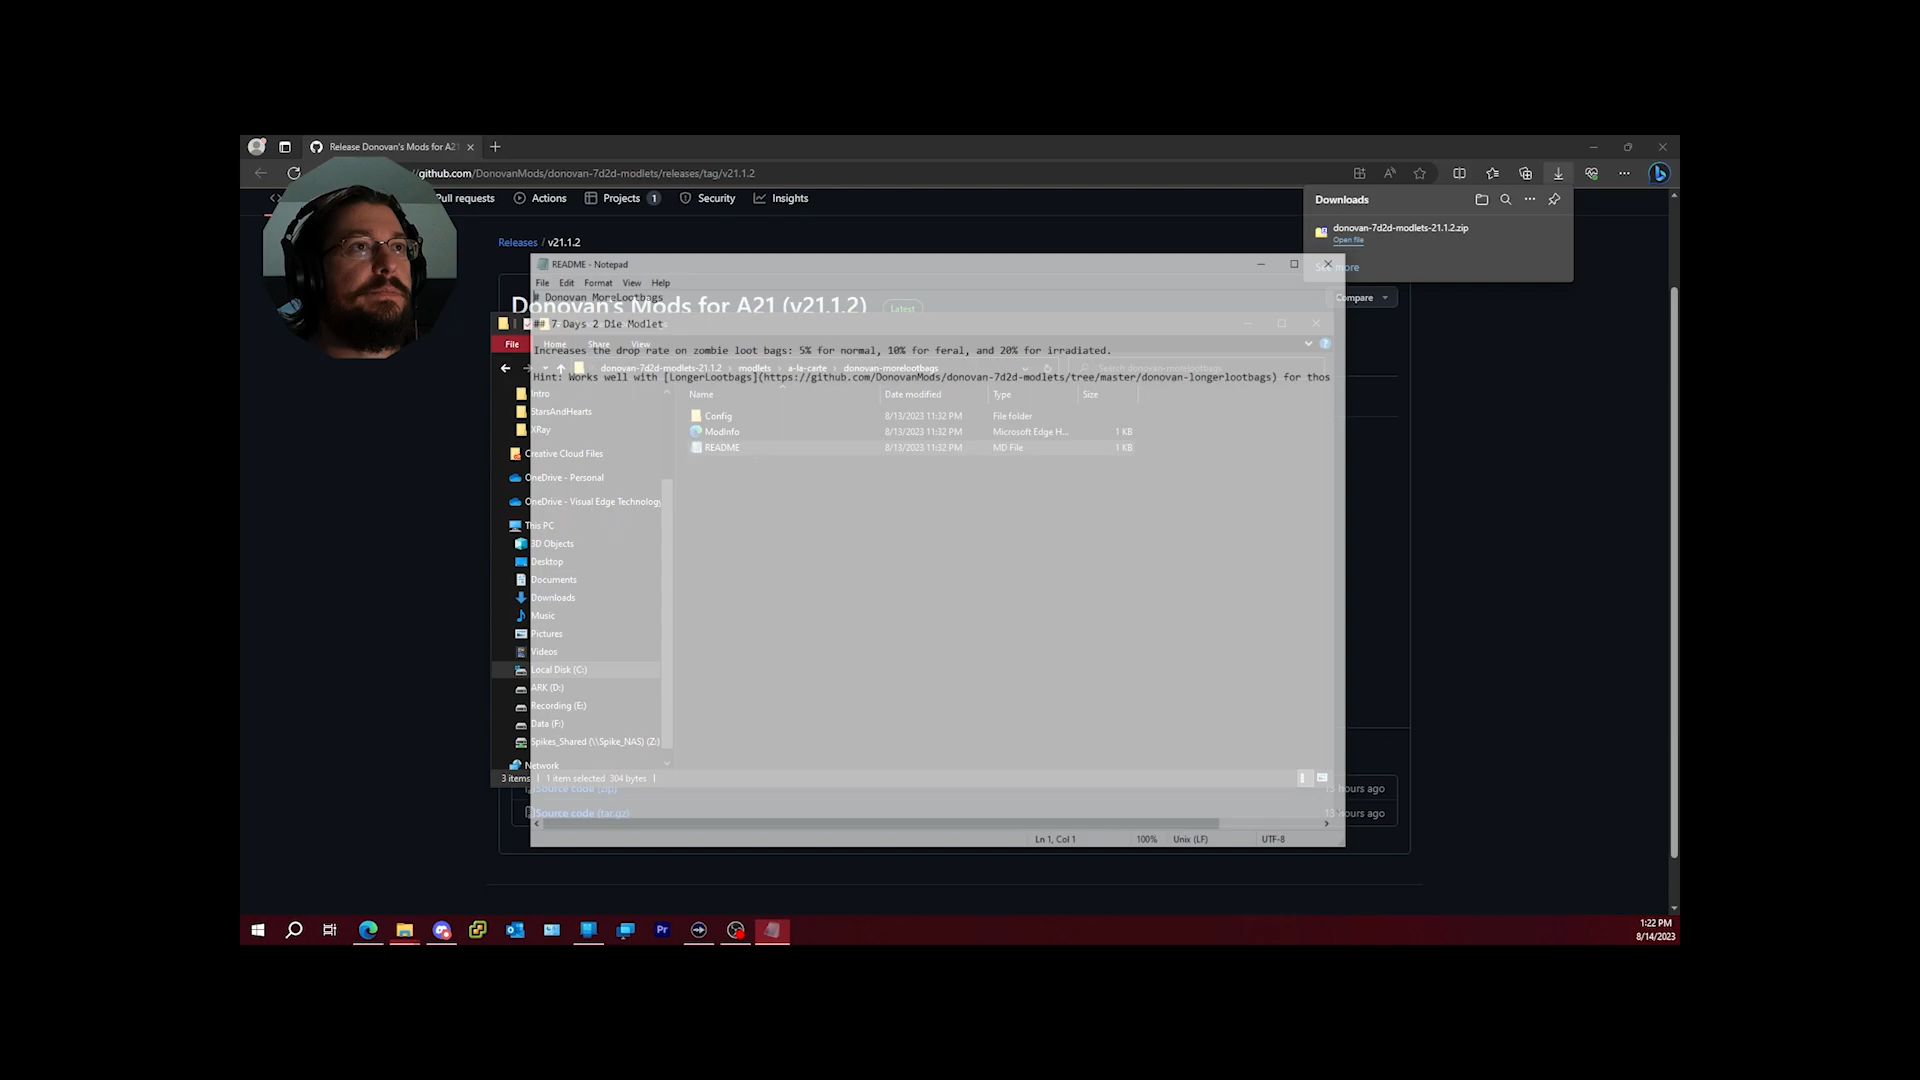 Release Donovan's Mods for A21
github.com/DonovanMods/donovan-7d2d-modlets/releases/tag/v21.1.2
Pull requests
Actions
Projects 1
Security
Insights
Downloads
donovan-7d2d-modlets-21.1.2.zip
Open file
See more
Releases / v21.1.2
Donovan's Mods for A21 (v21.1.2)
Latest
Compare
README - Notepad
File Edit Format View Help
# Donovan MoreLootbags
## 7 Days 2 Die Modlet
Increases the drop rate on zombie loot bags: 5% for normal, 10% for feral, and 20% for irradiated.
Hint: Works well with [LongerLootbags](https://github.com/DonovanMods/donovan-7d2d-modlets/tree/master/donovan-longerlootbags) for thos
File Home Share View
donovan-7d2d-modlets-21.1.2 modlets a-la-carte donovan-morelootbags
Search donovan-morelootbags
Name Date modified Type Size
Config 8/13/2023 11:32 PM File folder
ModInfo 8/13/2023 11:32 PM Microsoft Edge H... 1 KB
README 8/13/2023 11:32 PM MD File 1 KB
Intro
StarsAndHearts
XRay
Creative Cloud Files
OneDrive - Personal
OneDrive - Visual Edge Technology
This PC
3D Objects
Desktop
Documents
Downloads
Music
Pictures
Videos
Local Disk (C:)
ARK (D:)
Recording (E:)
Data (F:)
Spikes_Shared (\\Spike_NAS) (Z:)
Network
3 items 1 item selected 304 bytes
Source code (zip)
13 hours ago
Source code (tar.gz)
13 hours ago
Ln 1, Col 1 100% Unix (LF) UTF-8
Pr
1:22 PM
8/14/2023